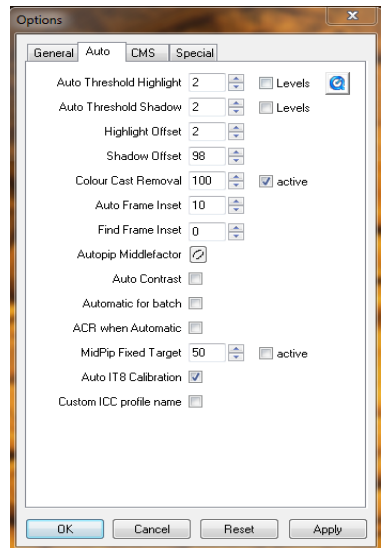 Options
General Auto CMS Special
Auto Threshold Highlight 2 Levels
Auto Threshold Shadow 2 Levels
Highlight Offset 2
Shadow Offset 98
Colour Cast Removal 100 active
Auto Frame Inset 10
Find Frame Inset 0
Autopip Middlefactor
Auto Contrast
Automatic for batch
ACR when Automatic
MidPip Fixed Target 50 active
Auto IT8 Calibration
Custom ICC profile name
OK Cancel Reset Apply